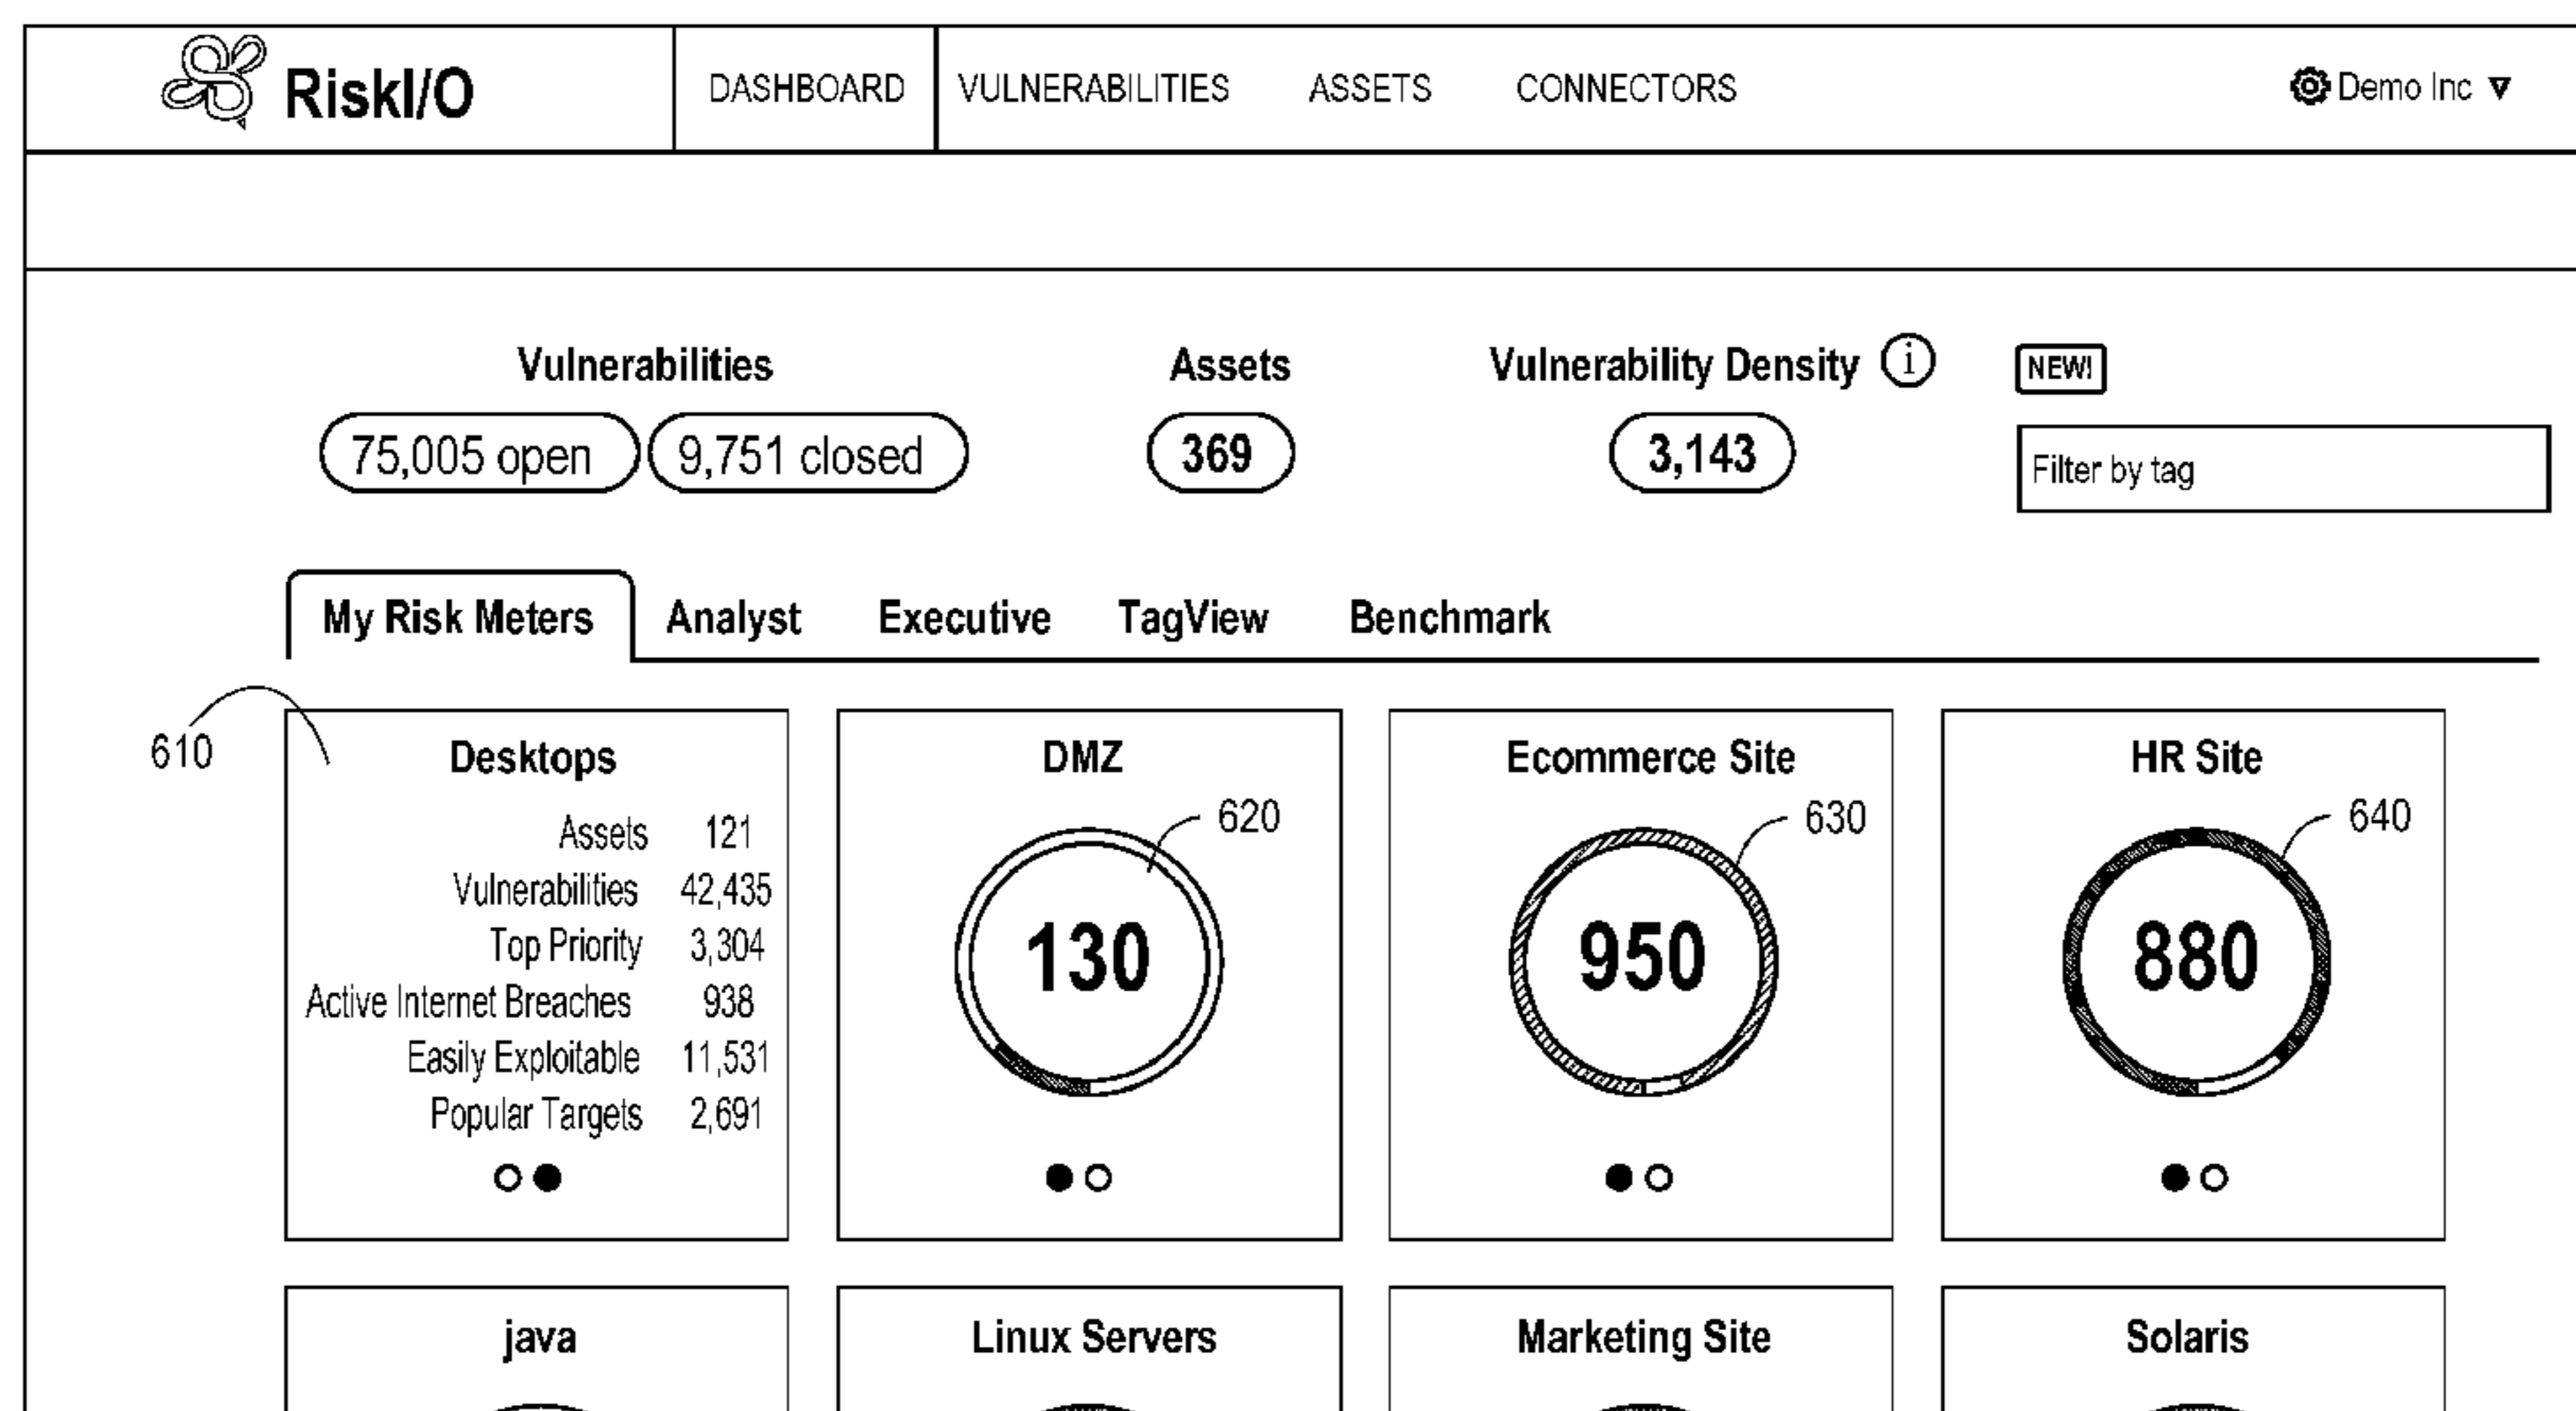 RiskI/O DASHBOARD VULNERABILITIES ASSETS CONNECTORS Demo Inc
Vulnerabilities Assets Vulnerability Density i NEW!
75,005 open 9,751 closed 369 3,143 Filter by tag
My Risk Meters Analyst Executive TagView Benchmark
610
Desktops
Assets 121
Vulnerabilities 42,435
Top Priority 3,304
Active Internet Breaches 938
Easily Exploitable 11,531
Popular Targets 2,691
DMZ
620
130
Ecommerce Site
630
950
HR Site
640
880
java
Linux Servers
Marketing Site
Solaris